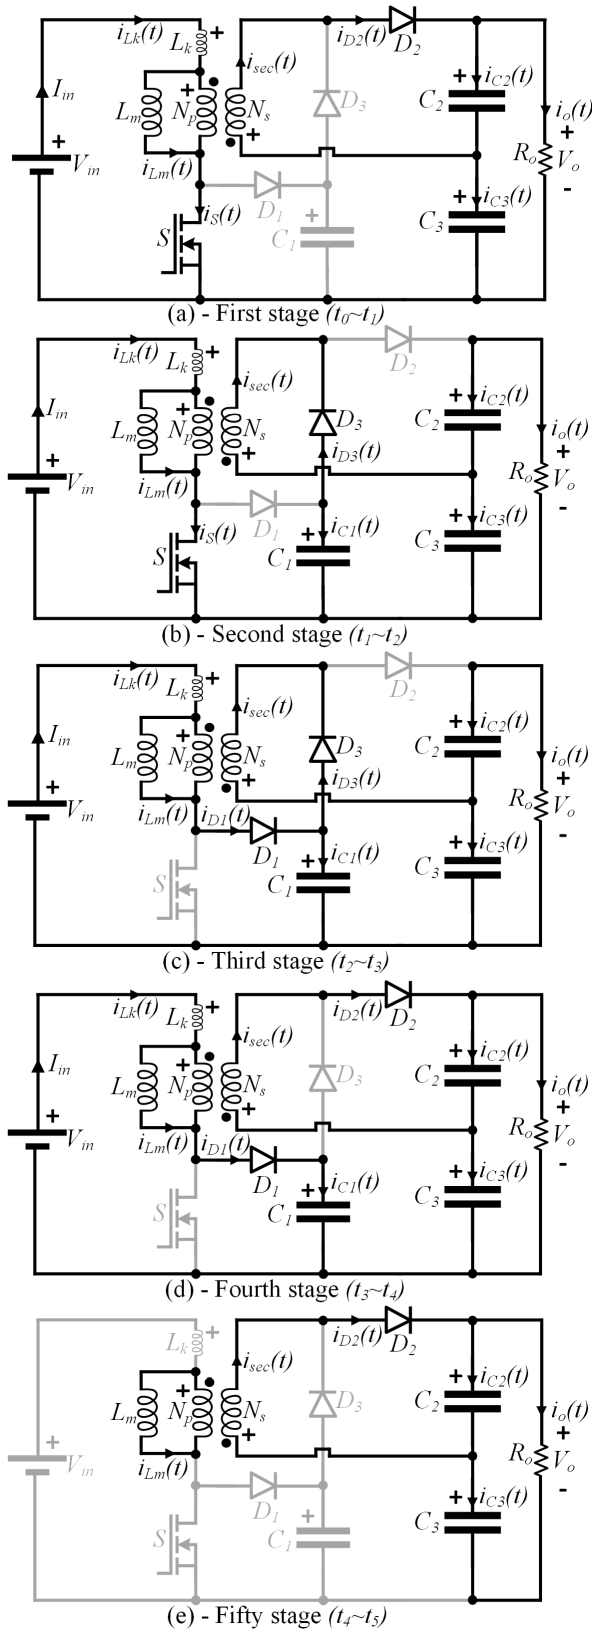 i_Lk(t) L_k + i_sec(t) i_D2(t) D_2
I_in L_m + N_p N_s D_3 C_2 + i_C2(t) i_o(t)
+ V_in i_Lm(t) + R_o + V_o -
S i_S(t) D_1 + C_1 C_3 + i_C3(t)
(a) - First stage (t_0~t_1)
i_Lk(t) L_k + i_sec(t) D_2
I_in L_m + N_p N_s D_3 C_2 + i_C2(t) i_o(t)
+ V_in i_Lm(t) + i_D3(t) R_o + V_o -
S i_S(t) D_1 + C_1 i_C1(t) C_3 + i_C3(t)
(b) - Second stage (t_1~t_2)
i_Lk(t) L_k + i_sec(t) D_2
I_in L_m + N_p N_s D_3 C_2 + i_C2(t) i_o(t)
+ V_in i_Lm(t) i_D1(t) + i_D3(t) R_o + V_o -
S D_1 + C_1 i_C1(t) C_3 + i_C3(t)
(c) - Third stage (t_2~t_3)
i_Lk(t) L_k + i_sec(t) i_D2(t) D_2
I_in L_m + N_p N_s D_3 C_2 + i_C2(t) i_o(t)
+ V_in i_Lm(t) i_D1(t) + R_o + V_o -
S D_1 + C_1 i_C1(t) C_3 + i_C3(t)
(d) - Fourth stage (t_3~t_4)
L_k + i_sec(t) i_D2(t) D_2
L_m + N_p N_s D_3 C_2 + i_C2(t) i_o(t)
+ V_in i_Lm(t) + R_o + V_o -
S D_1 + C_1 C_3 + i_C3(t)
(e) - Fifty stage (t_4~t_5)